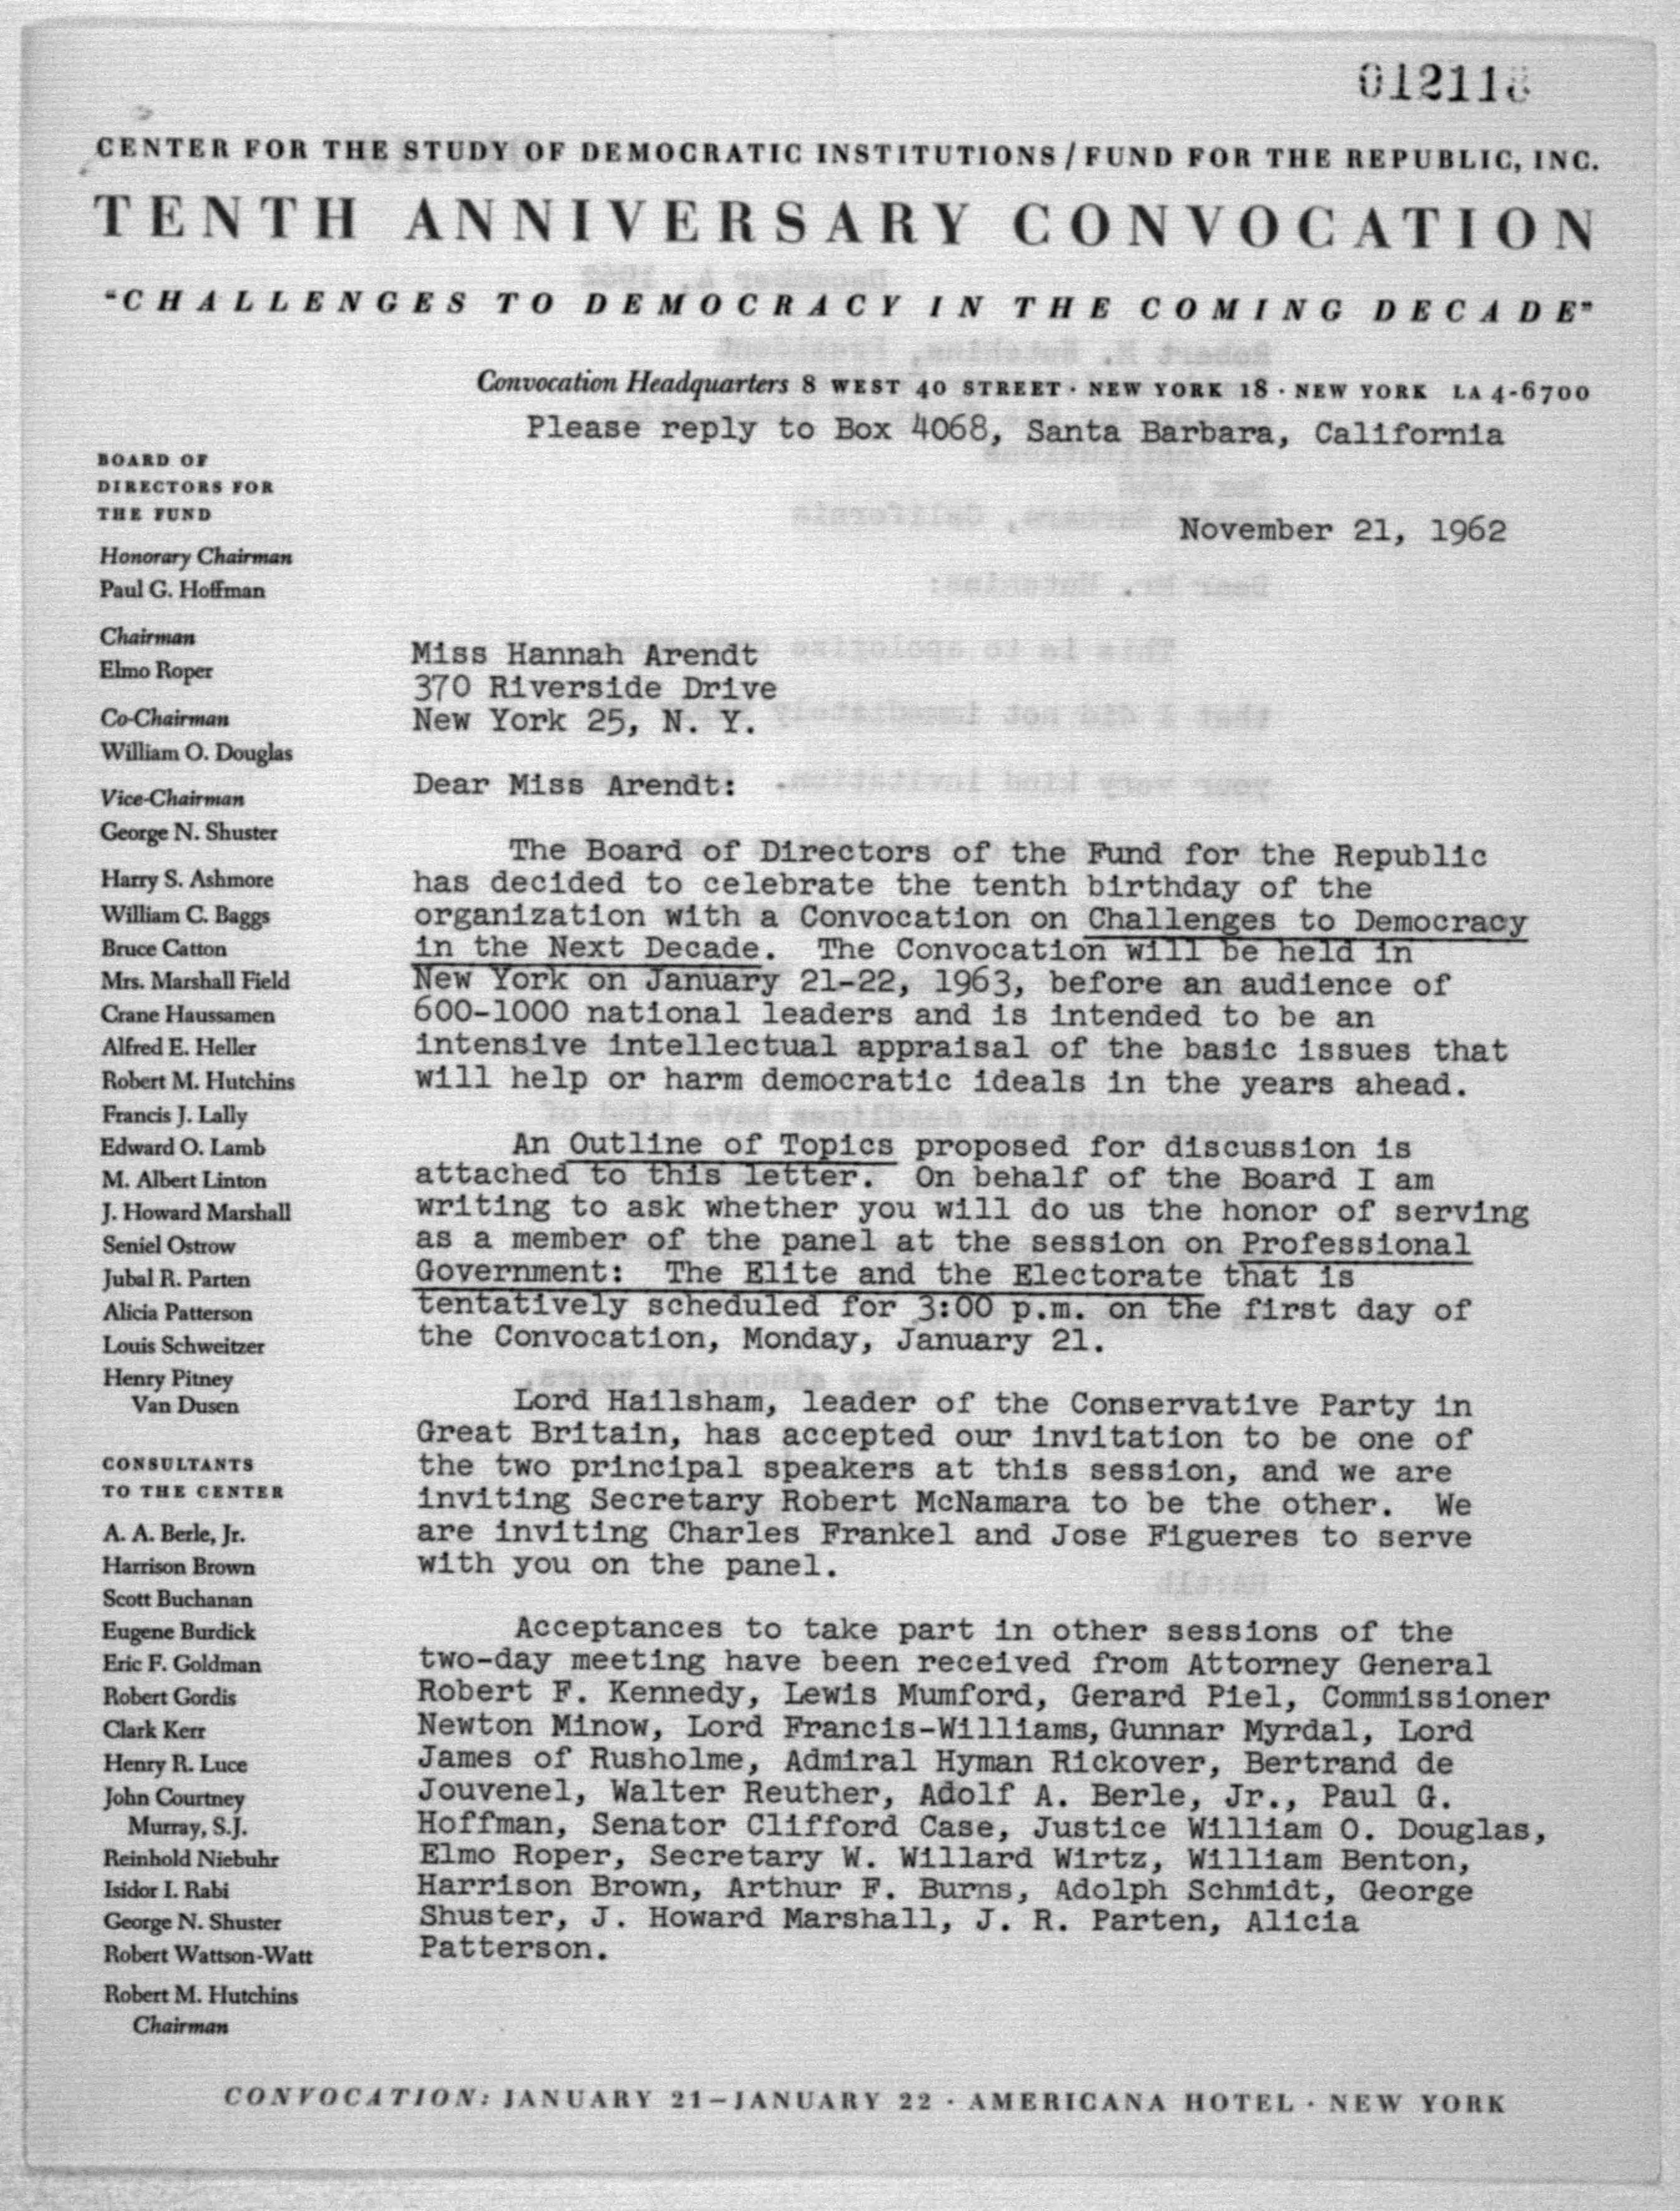 CENTER FOR THE STUDY OF DEMOCRATIC INSTITUTIONS / FUND FOR THE REPUBLIC, INC.
TENTH ANNIVERSARY CONVOCATION
"CHALLENGES TO DEMOCRACY IN THE COMING DECADE"
Convocation Headquarters 8 WEST 40 STREET · NEW YORK 18 · NEW YORK LA 4-6700
Please reply to Box 4068, Santa Barbara, California
BOARD OF
DIRECTORS FOR
THE FUND
Honorary Chairman
Paul G. Hoffman
Chairman
Elmo Roper
Co-Chairman
William O. Douglas
Vice-Chairman
George N. Shuster
Harry S. Ashmore
William C. Baggs
Bruce Catton
Mrs. Marshall Field
Crane Haussamen
Alfred E. Heller
Robert M. Hutchins
Francis J. Lally
Edward O. Lamb
M. Albert Linton
J. Howard Marshall
Seniel Ostrow
Jubal R. Parten
Alicia Patterson
Louis Schweitzer
Henry Pitney
Van Dusen
CONSULTANTS
TO THE CENTER
A. A. Berle, Jr.
Harrison Brown
Scott Buchanan
Eugene Burdick
Eric F. Goldman
Robert Gordis
Clark Kerr
Henry R. Luce
John Courtney
Murray, S.J.
Reinhold Niebuhr
Isidor I. Rabi
George N. Shuster
Robert Wattson-Watt
Robert M. Hutchins
Chairman
November 21, 1962
Miss Hannah Arendt
370 Riverside Drive
New York 25, N. Y.
Dear Miss Arendt:
The Board of Directors of the Fund for the Republic
has decided to celebrate the tenth birthday of the
organization with a Convocation on Challenges to Democracy
in the Next Decade. The Convocation will be held in
New York on January 21-22, 1963, before an audience of
600-1000 national leaders and is intended to be an
intensive intellectual appraisal of the basic issues that
will help or harm democratic ideals in the years ahead.
An Outline of Topics proposed for discussion is
attached to this letter. On behalf of the Board I am
writing to ask whether you will do us the honor of serving
as a member of the panel at the session on Professional
Government: The Elite and the Electorate that is
tentatively scheduled for 3:00 p.m. on the first day of
the Convocation, Monday, January 21.
Lord Hailsham, leader of the Conservative Party in
Great Britain, has accepted our invitation to be one of
the two principal speakers at this session, and we are
inviting Secretary Robert McNamara to be the other. We
are inviting Charles Frankel and Jose Figueres to serve
with you on the panel.
Acceptances to take part in other sessions of the
two-day meeting have been received from Attorney General
Robert F. Kennedy, Lewis Mumford, Gerard Piel, Commissioner
Newton Minow, Lord Francis-Williams, Gunnar Myrdal, Lord
James of Rusholme, Admiral Hyman Rickover, Bertrand de
Jouvenel, Walter Reuther, Adolf A. Berle, Jr., Paul G.
Hoffman, Senator Clifford Case, Justice William O. Douglas,
Elmo Roper, Secretary W. Willard Wirtz, William Benton,
Harrison Brown, Arthur F. Burns, Adolph Schmidt, George
Shuster, J. Howard Marshall, J. R. Parten, Alicia
Patterson.
CONVOCATION: JANUARY 21–JANUARY 22 · AMERICANA HOTEL · NEW YORK